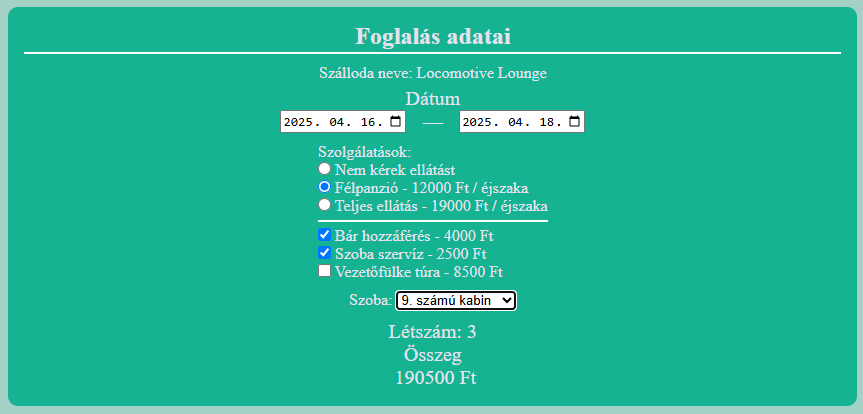 Foglalás adatai
Szálloda neve: Locomotive Lounge
Dátum
2025. 04. 16. — 2025. 04. 18.
Szolgálatások:
Nem kérek ellátást
Félpanzió - 12000 Ft / éjszaka
Teljes ellátás - 19000 Ft / éjszaka
Bár hozzáférés - 4000 Ft
Szoba szervíz - 2500 Ft
Vezetőfülke túra - 8500 Ft
Szoba: 9. számú kabin
Létszám: 3
Összeg
190500 Ft